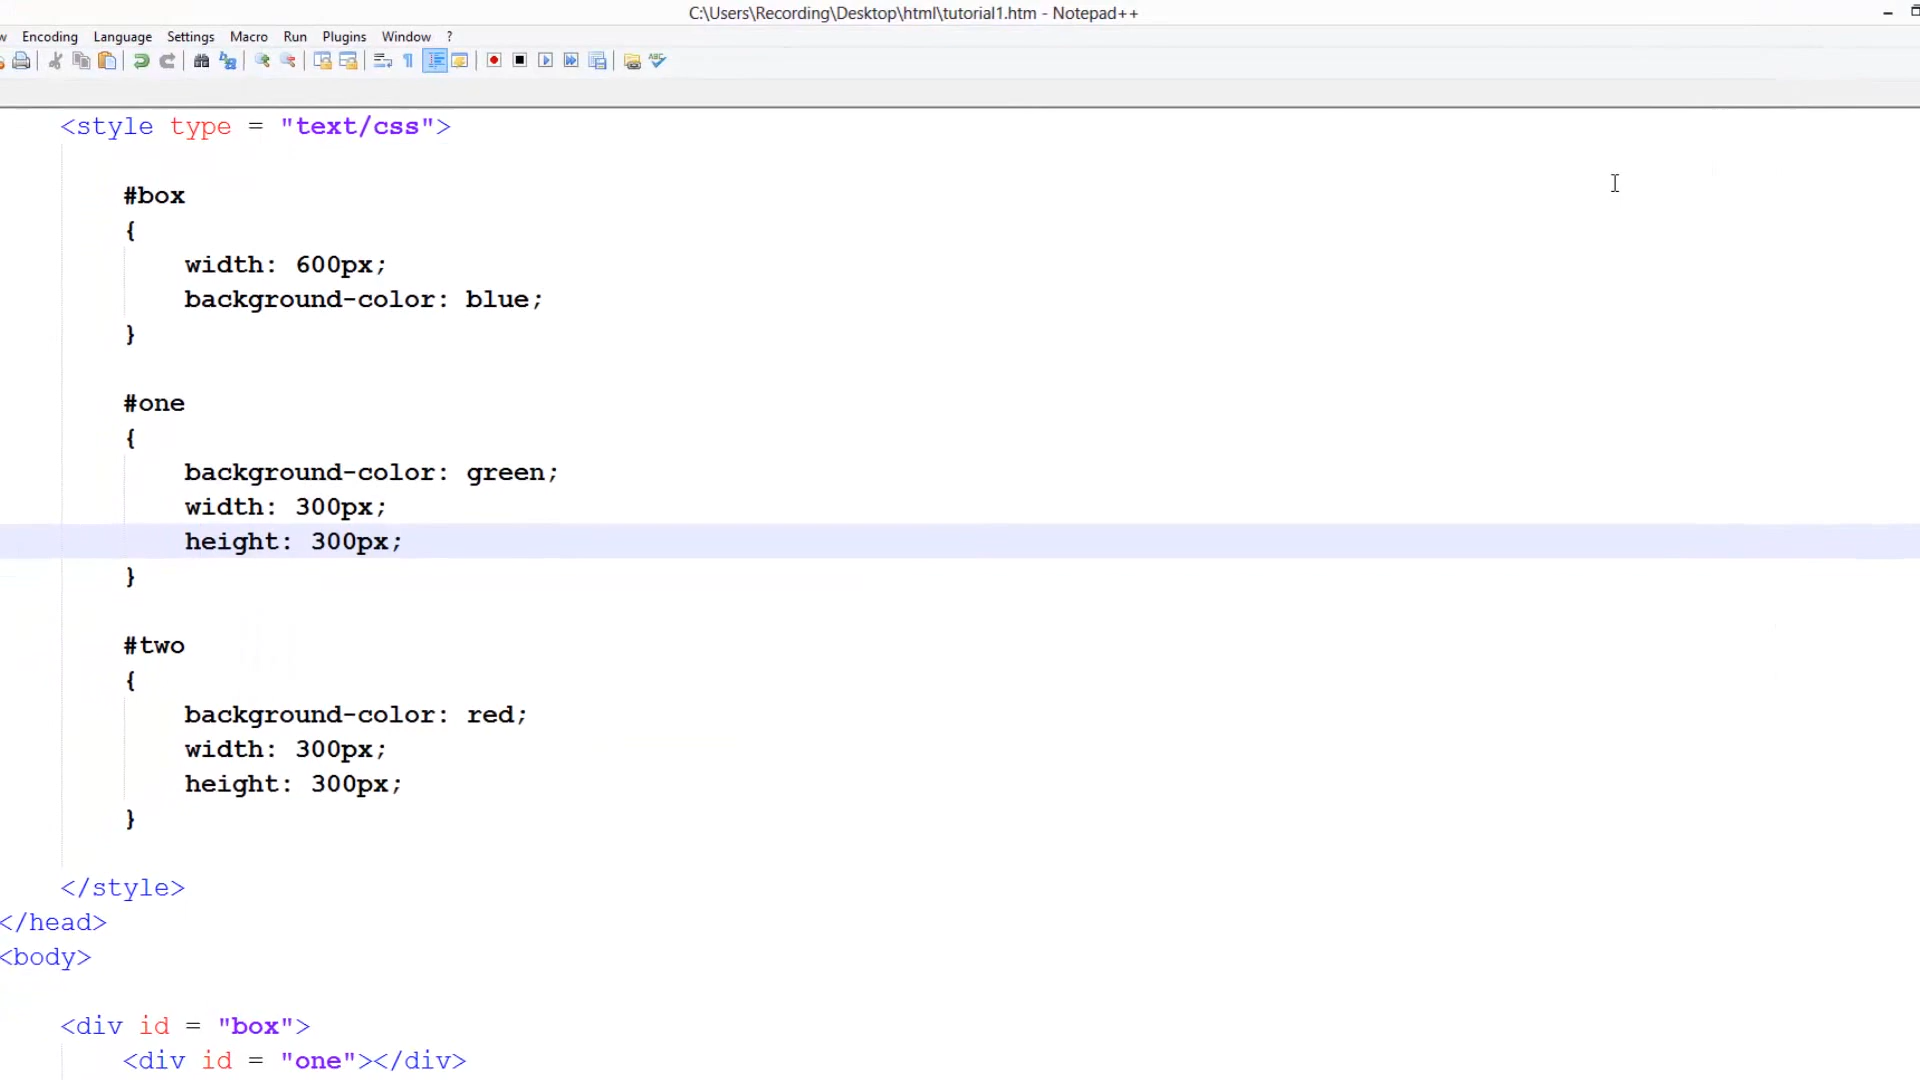 C:\Users\Recording\Desktop\html\tutorial1.htm - Notepad++
Encoding Language Settings Macro Run Plugins Window ?
<style type = "text/css">
#box
{
width: 600px;
background-color: blue;
}
#one
{
background-color: green;
width: 300px;
height: 300px;
}
#two
{
background-color: red;
width: 300px;
height: 300px;
}
</style>
</head>
<body>
<div id = "box">
<div id = "one"></div>